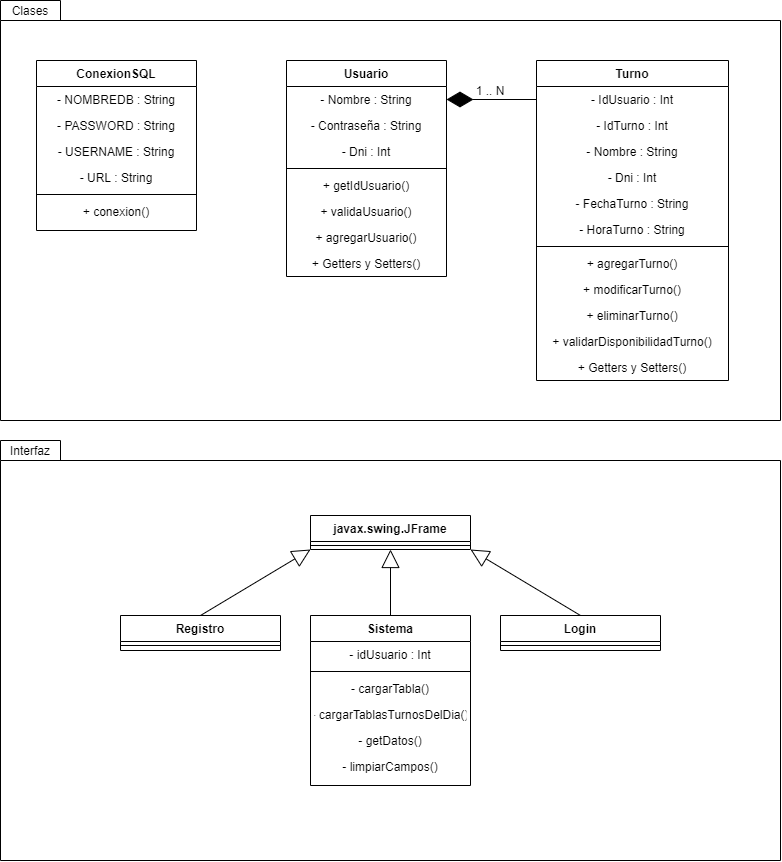 Clases
ConexionSQL
- NOMBREDB : String
- PASSWORD : String
- USERNAME : String
- URL : String
+ conexion()
Usuario
- Nombre : String
- Contraseña : String
- Dni : Int
+ getIdUsuario()
+ validaUsuario()
+ agregarUsuario()
+ Getters y Setters()
1 .. N
Turno
- IdUsuario : Int
- IdTurno : Int
- Nombre : String
- Dni : Int
- FechaTurno : String
- HoraTurno : String
+ agregarTurno()
+ modificarTurno()
+ eliminarTurno()
+ validarDisponibilidadTurno()
+ Getters y Setters()
Interfaz
javax.swing.JFrame
Registro
Sistema
- idUsuario : Int
- cargarTabla()
- cargarTablasTurnosDelDia()
- getDatos()
- limpiarCampos()
Login